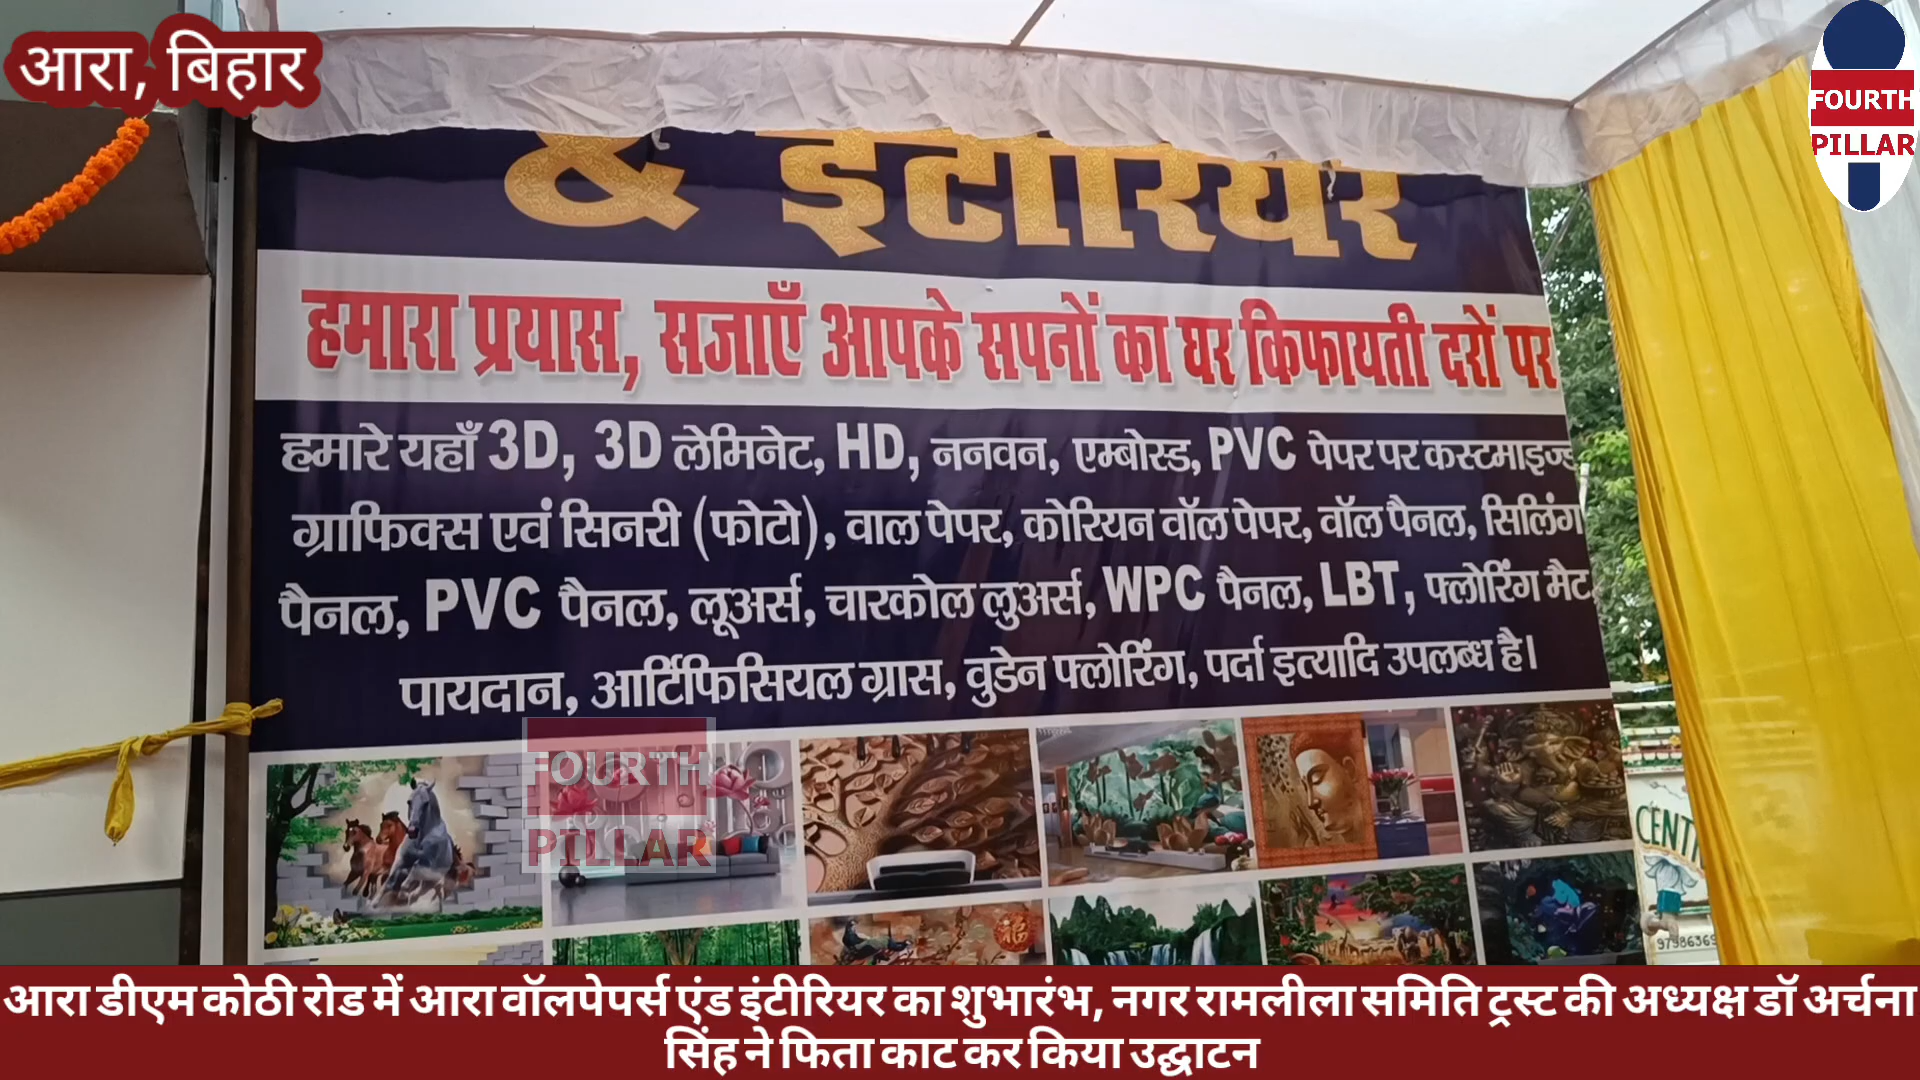 आरा, बिहार
FOURTH
PILLAR
& इंटीरियर
हमारा प्रयास, सजाएँ आपके सपनों का घर किफायती दरों पर
हमारे यहाँ 3D, 3D लेमिनेट, HD, ननवन, एम्बोस्ड, PVC पेपर पर कस्टमाइज्ड
ग्राफिक्स एवं सिनरी (फोटो), वाल पेपर, कोरियन वॉल पेपर, वॉल पैनल, सिलिंग
पैनल, PVC पैनल, लूअर्स, चारकोल लुअर्स, WPC पैनल, LBT, फ्लोरिंग मैट,
पायदान, आर्टिफिसियल ग्रास, वुडेन फ्लोरिंग, पर्दा इत्यादि उपलब्ध है।
FOURTH
PILLAR
आरा डीएम कोठी रोड में आरा वॉलपेपर्स एंड इंटीरियर का शुभारंभ, नगर रामलीला समिति ट्रस्ट की अध्यक्ष डॉ अर्चना
सिंह ने फिता काट कर किया उद्घाटन